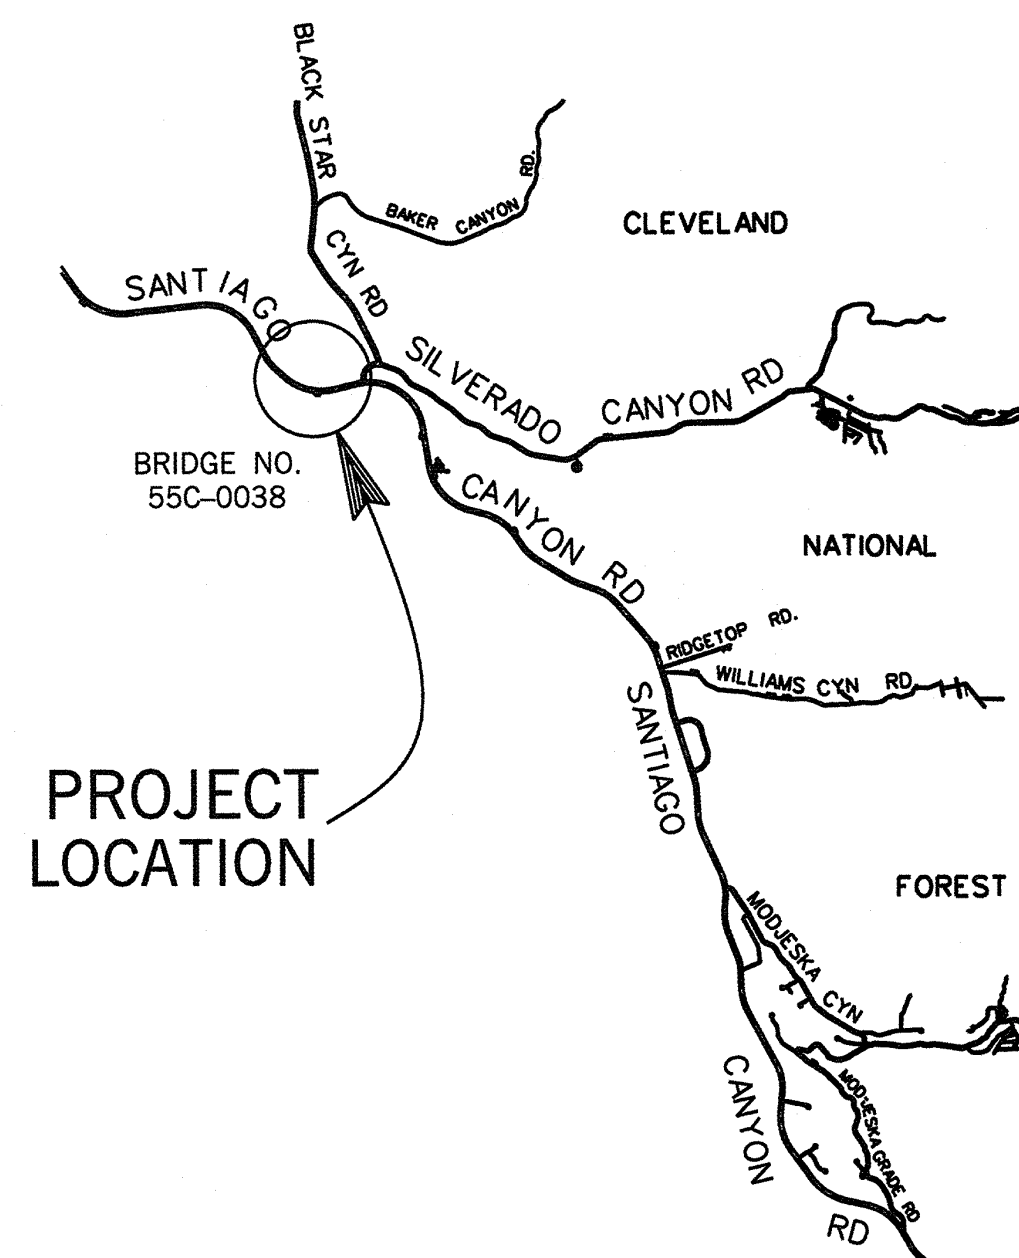 BLACK STAR
CYN RD
BAKER CANYON RD.
CLEVELAND
SANTIAGO
SILVERADO
CANYON RD
BRIDGE NO.
55C-0038
CANYON RD
NATIONAL
RIDGETOP RD.
WILLIAMS CYN RD
SANTIAGO
PROJECT
LOCATION
FOREST
MODJESKA CYN
CANYON
RD
MODJESKA GRADE RD